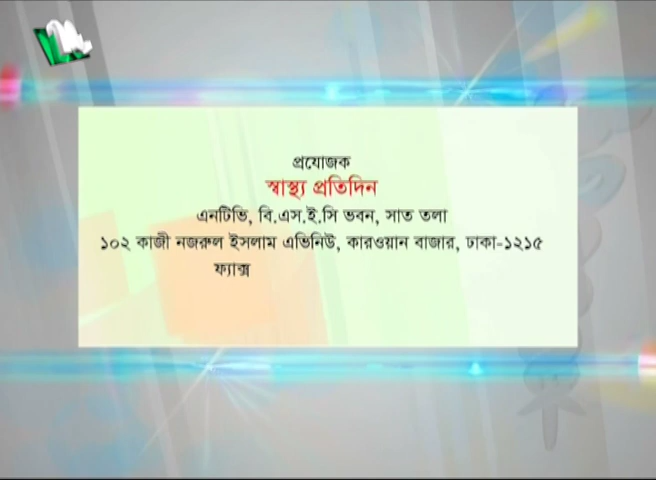 প্রযোজক
স্বাস্থ্য প্রতিদিন
এনটিভি, বি.এস.ই.সি ভবন, সাত তলা
১০২ কাজী নজরুল ইসলাম এভিনিউ, কারওয়ান বাজার, ঢাকা-১২১৫
ফ্যাক্স